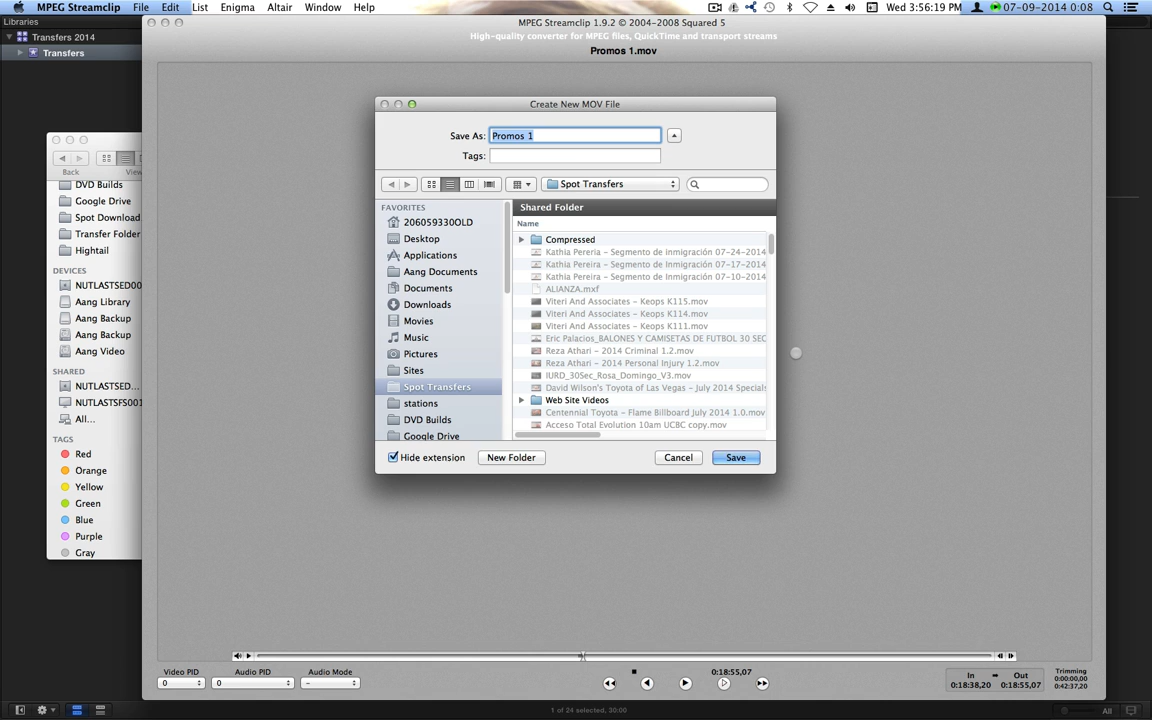 MPEG Streamclip File Edit List Enigma Altair Window Help Wed 3:56:19 PM 07-09-2014 0:08
Libraries
Transfers 2014
Transfers
MPEG Streamclip 1.9.2 © 2004-2008 Squared 5
High-quality converter for MPEG files, QuickTime and transport streams
Promos 1.mov
Back
View
DVD Builds
Google Drive
Spot Download
Transfer Folder
Hightail
DEVICES
NUTLASTSED00
Aang Library
Aang Backup
Aang Backup
Aang Video
SHARED
NUTLASTSED...
NUTLASTSFS001
All...
TAGS
Red
Orange
Yellow
Green
Blue
Purple
Gray
Create New MOV File
Save As: Promos 1
Tags:
Spot Transfers
FAVORITES
206059330OLD
Desktop
Applications
Aang Documents
Documents
Downloads
Movies
Music
Pictures
Sites
Spot Transfers
stations
DVD Builds
Google Drive
Shared Folder
Name
Compressed
Kathia Pereria - Segmento de Inmigración 07-24-2014
Kathia Pereira - Segmento de Inmigración 07-17-2014
Kathia Pereira - Segmento de Inmigración 07-10-2014
ALIANZA.mxf
Viteri And Associates - Keops K115.mov
Viteri And Associates - Keops K114.mov
Viteri And Associates - Keops K111.mov
Eric Palacios_BALONES Y CAMISETAS DE FUTBOL 30 SEC
Reza Athari - 2014 Criminal 1.2.mov
Reza Athari - 2014 Personal Injury 1.2.mov
IURD_30Sec_Rosa_Domingo_V3.mov
David Wilson's Toyota of Las Vegas - July 2014 Specials
Web Site Videos
Centennial Toyota - Flame Billboard July 2014 1.0.mov
Acceso Total Evolution 10am UCBC copy.mov
Hide extension New Folder Cancel Save
Video PID Audio PID Audio Mode
0 0 -
0:18:55,07
In Out
0:18:38,20 0:18:55,07
Trimming
0:00:00,00
0:42:37,20
1 of 24 selected, 30:00
All